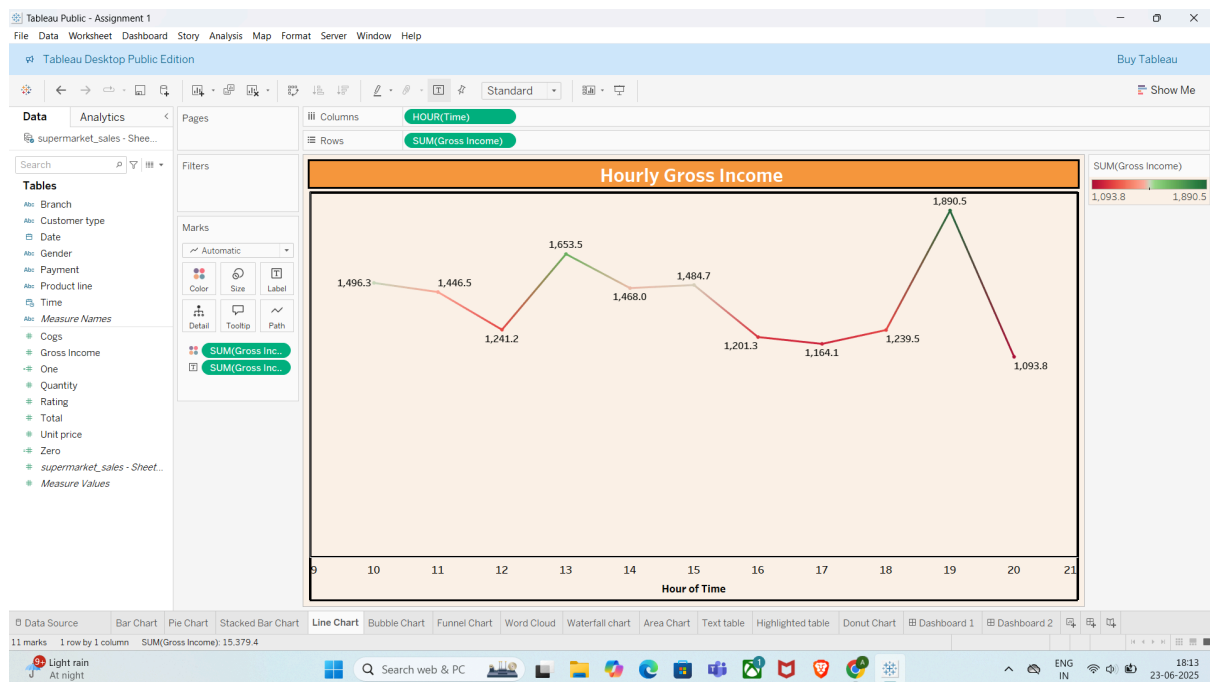 Tableau Public - Assignment 1
File Data Worksheet Dashboard Story Analysis Map Format Server Window Help
Tableau Desktop Public Edition
Buy Tableau
Standard
Show Me
Data Analytics
supermarket_sales - Shee...
Search
Tables
Abc Branch
Abc Customer type
Date
Abc Gender
Abc Payment
Abc Product line
Time
Abc Measure Names
# Cogs
# Gross Income
=# One
# Quantity
# Rating
# Total
# Unit price
=# Zero
# supermarket_sales - Sheet...
# Measure Values
Pages
Filters
Marks
Automatic
Color Size Label
Detail Tooltip Path
SUM(Gross Inc..
SUM(Gross Inc..
Columns HOUR(Time)
Rows SUM(Gross Income)
Hourly Gross Income
1,496.3
1,446.5
1,241.2
1,653.5
1,468.0
1,484.7
1,201.3
1,164.1
1,239.5
1,890.5
1,093.8
9 10 11 12 13 14 15 16 17 18 19 20 21
Hour of Time
SUM(Gross Income)
1,093.8 1,890.5
Data Source Bar Chart Pie Chart Stacked Bar Chart Line Chart Bubble Chart Funnel Chart Word Cloud Waterfall chart Area Chart Text table Highlighted table Donut Chart Dashboard 1 Dashboard 2
11 marks 1 row by 1 column SUM(Gross Income): 15,379.4
9+
Light rain
At night
Search web & PC
9
A
ENG
IN
18:13
23-06-2025